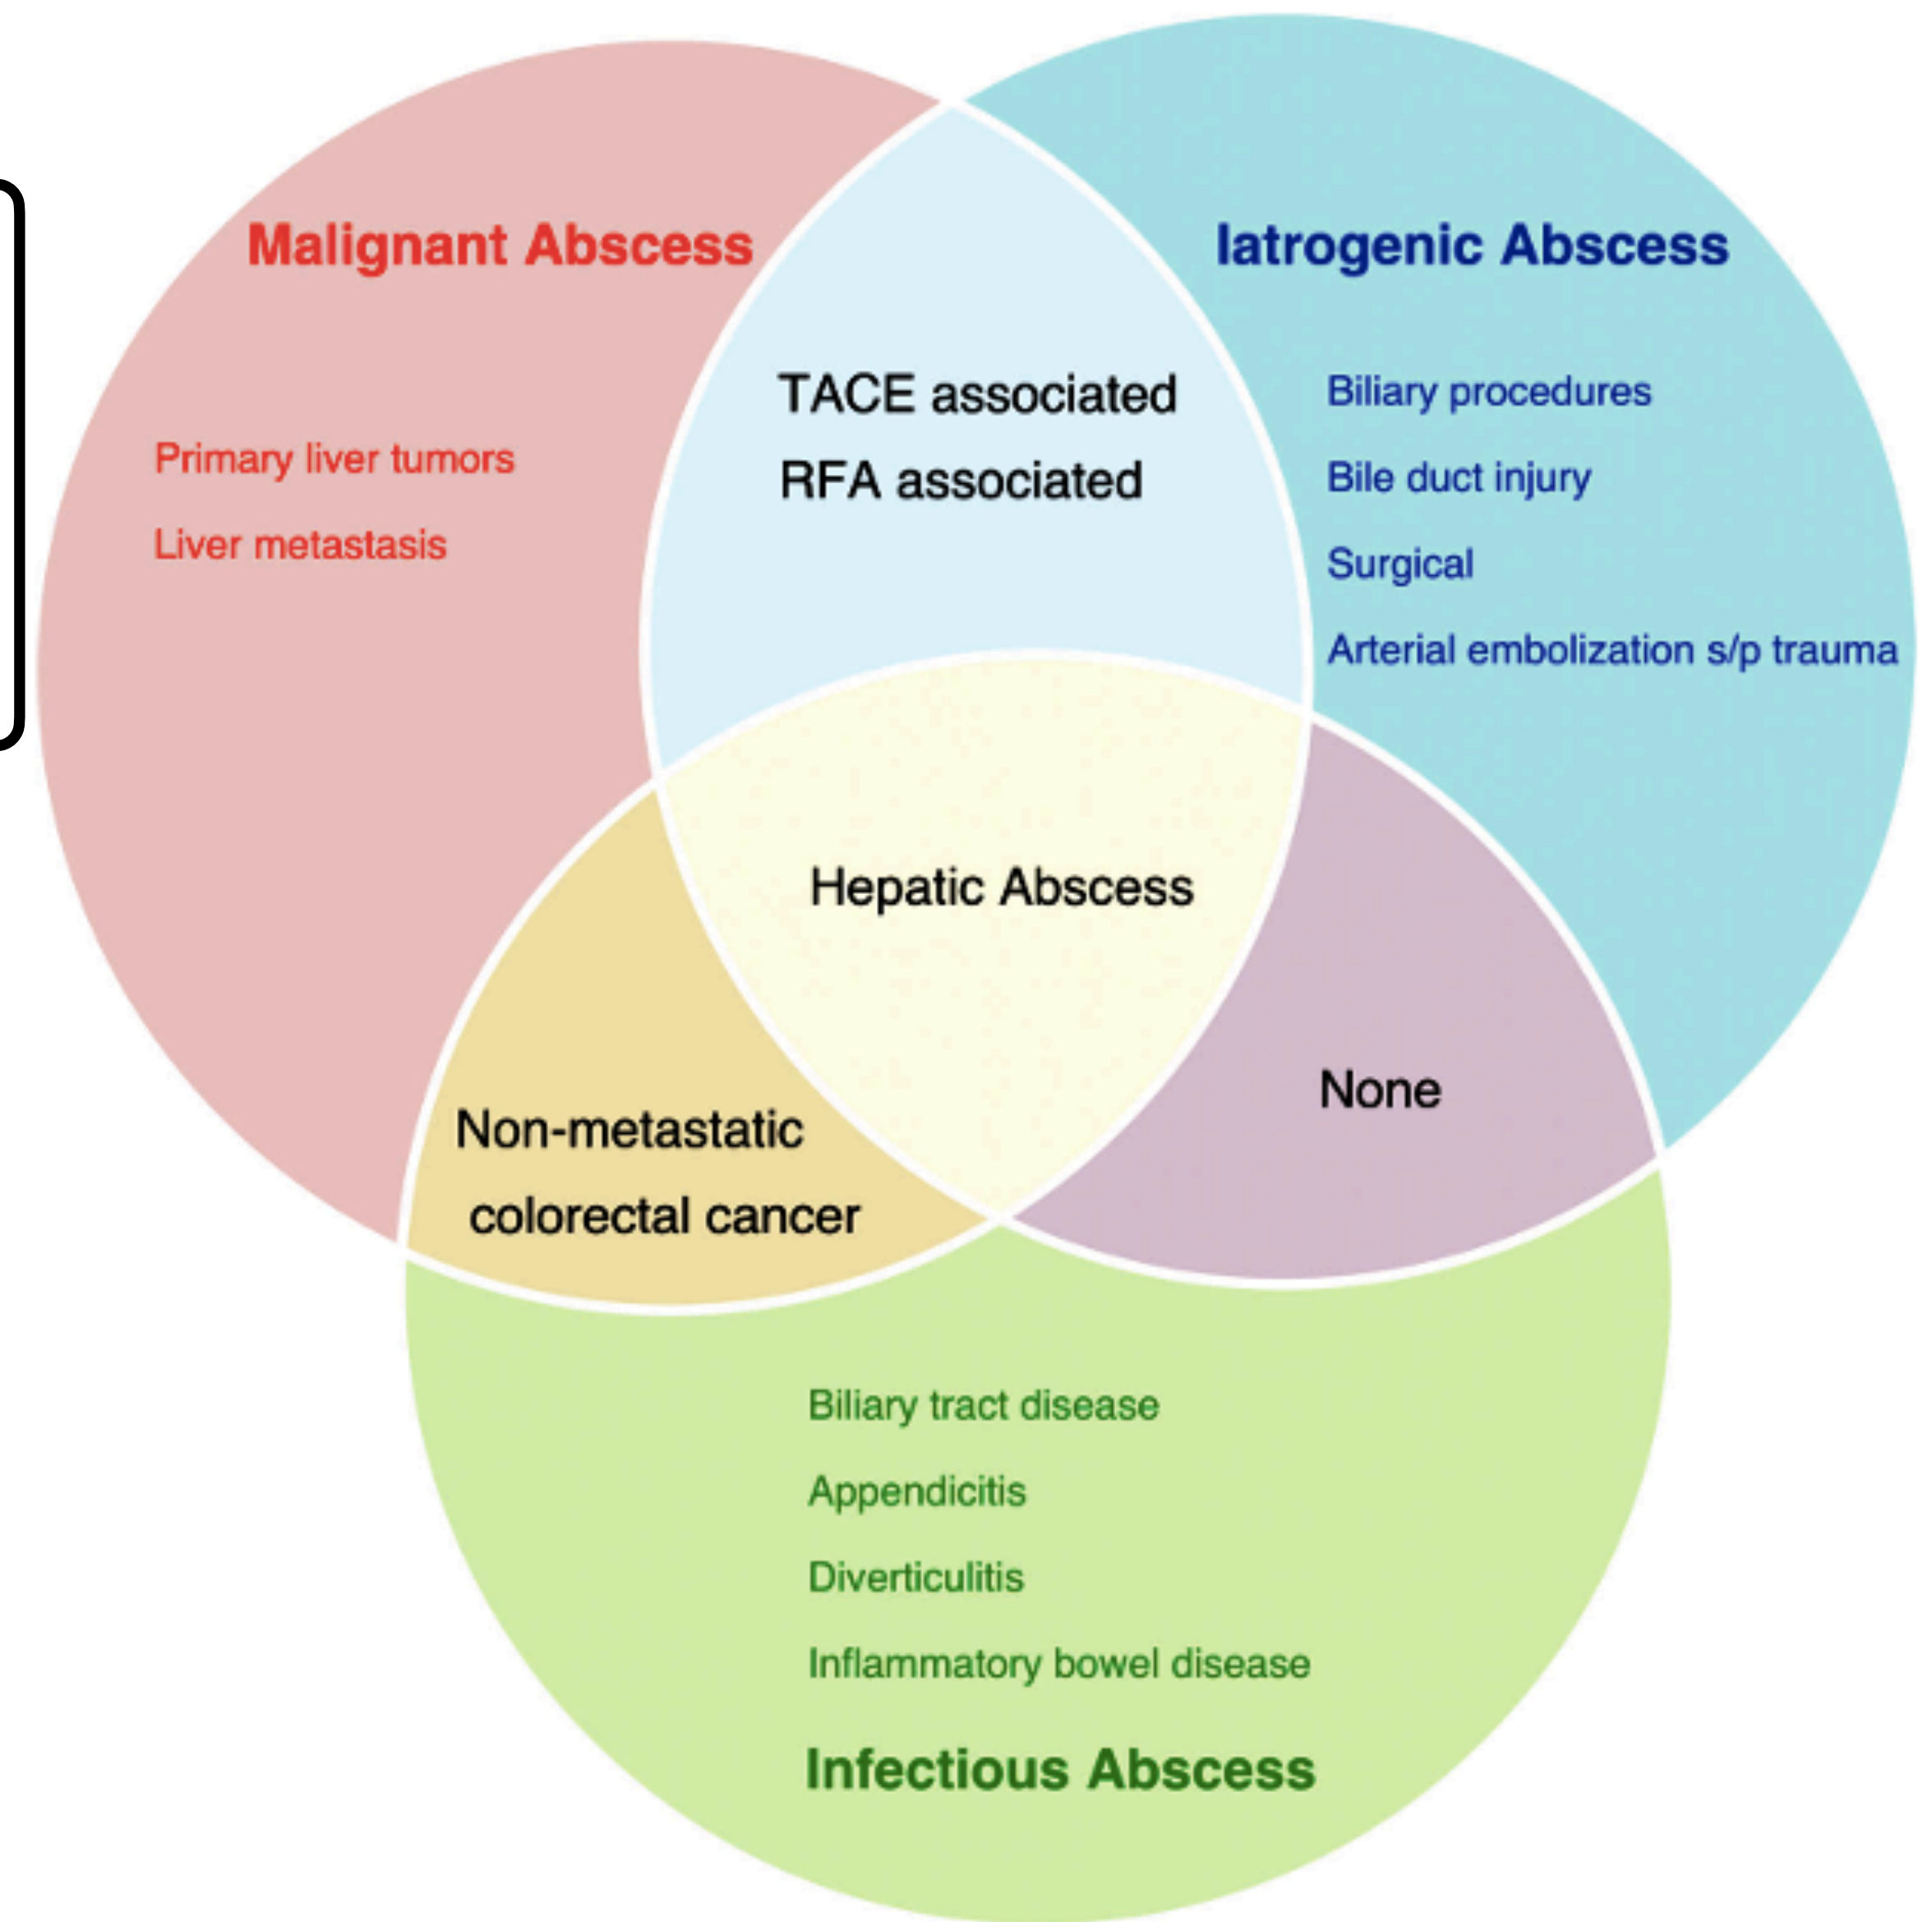 Malignant Abscess
Primary liver tumors
Liver metastasis
TACE associated
RFA associated
Iatrogenic Abscess
Biliary procedures
Bile duct injury
Surgical
Arterial embolization s/p trauma
Hepatic Abscess
Non-metastatic
colorectal cancer
None
Biliary tract disease
Appendicitis
Diverticulitis
Inflammatory bowel disease
Infectious Abscess